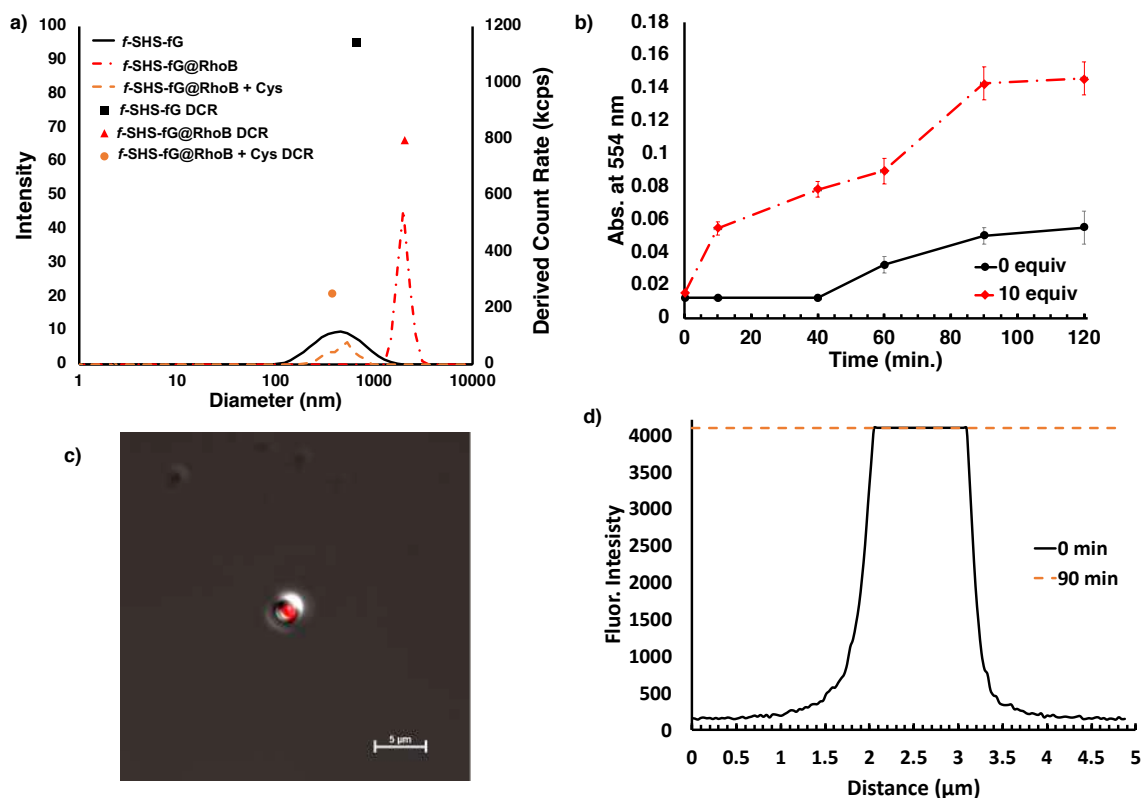 a)
Intensity
100
90
80
70
60
50
40
30
20
10
0
f-SHS-fG
f-SHS-fG@RhoB
f-SHS-fG@RhoB + Cys
f-SHS-fG DCR
f-SHS-fG@RhoB DCR
f-SHS-fG@RhoB + Cys DCR
1200
1000
800
600
400
200
0
Derived Count Rate (kcps)
1 10 100 1000 10000
Diameter (nm)
b)
Abs. at 554 nm
0.18
0.16
0.14
0.12
0.1
0.08
0.06
0.04
0.02
0
0 equiv
10 equiv
0 20 40 60 80 100 120
Time (min.)
c)
5 µm
d)
Fluor. Intesisty
4000
3500
3000
2500
2000
1500
1000
500
0
0 min
90 min
0 0.5 1 1.5 2 2.5 3 3.5 4 4.5 5
Distance (µm)